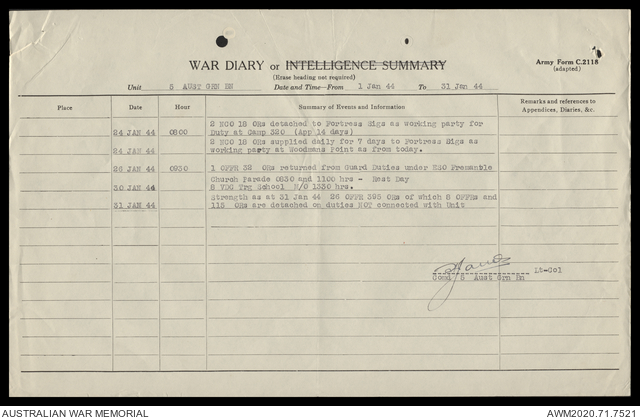 WAR DIARY or INTELLIGENCE SUMMARY
(Erase heading not required)
Army Form C.2118
(adapted)
Unit 5 AUST GRN BN Date and Time—From 1 Jan 44 To 31 Jan 44
Place Date Hour Summary of Events and Information Remarks and references to
Appendices, Diaries, &c.
2 NCO 18 ORs detached to Fortress Sigs as working party for
24 JAN 44 0800 Duty at Camp 320 (App 14 days)
2 NCO 18 ORs supplied daily for 7 days to Fortress Sigs as
24 JAN 44 working party at Woodmans Point as from today.
26 JAN 44 0930 1 OFFR 32 ORs returned from Guard Duties under
Church Parade 0830 and 1100 hrs - Rest Day
30 JAN 44 8 VDG Trg School M/O 1330 hrs.
Strength as at 31 Jan 44 26 OFFR 395 ORs of which 8 OFFRs and
31 JAN 44 115 ORs are detached on duties NOT connected with Unit
Lt-Col
Comd 5 Aust Grn Bn
AUSTRALIAN WAR MEMORIAL
AWM2020.71.7521